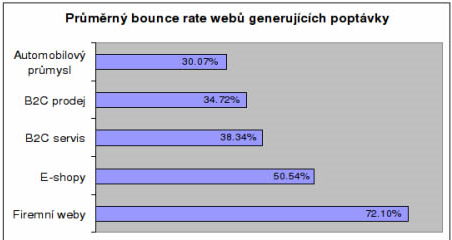 Průměrný bounce rate webů generujících poptávky
Automobilový
průmysl
30.07%
B2C prodej
34.72%
B2C servis
38.34%
E-shopy
50.54%
Firemní weby
72.10%